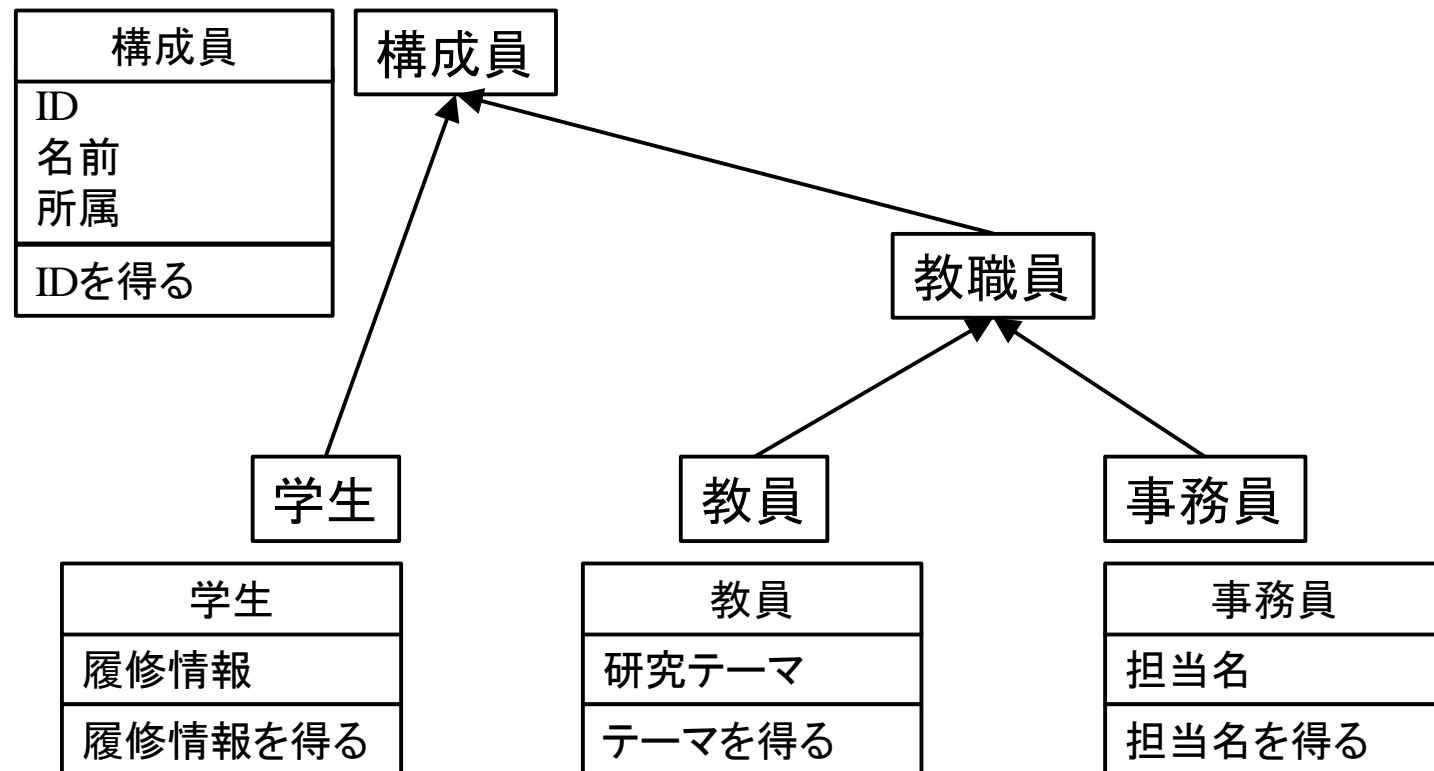 構成員
ID
名前
所属
IDを得る
構成員
教職員
学生
教員
事務員
学生
履修情報
履修情報を得る
教員
研究テーマ
テーマを得る
事務員
担当名
担当名を得る